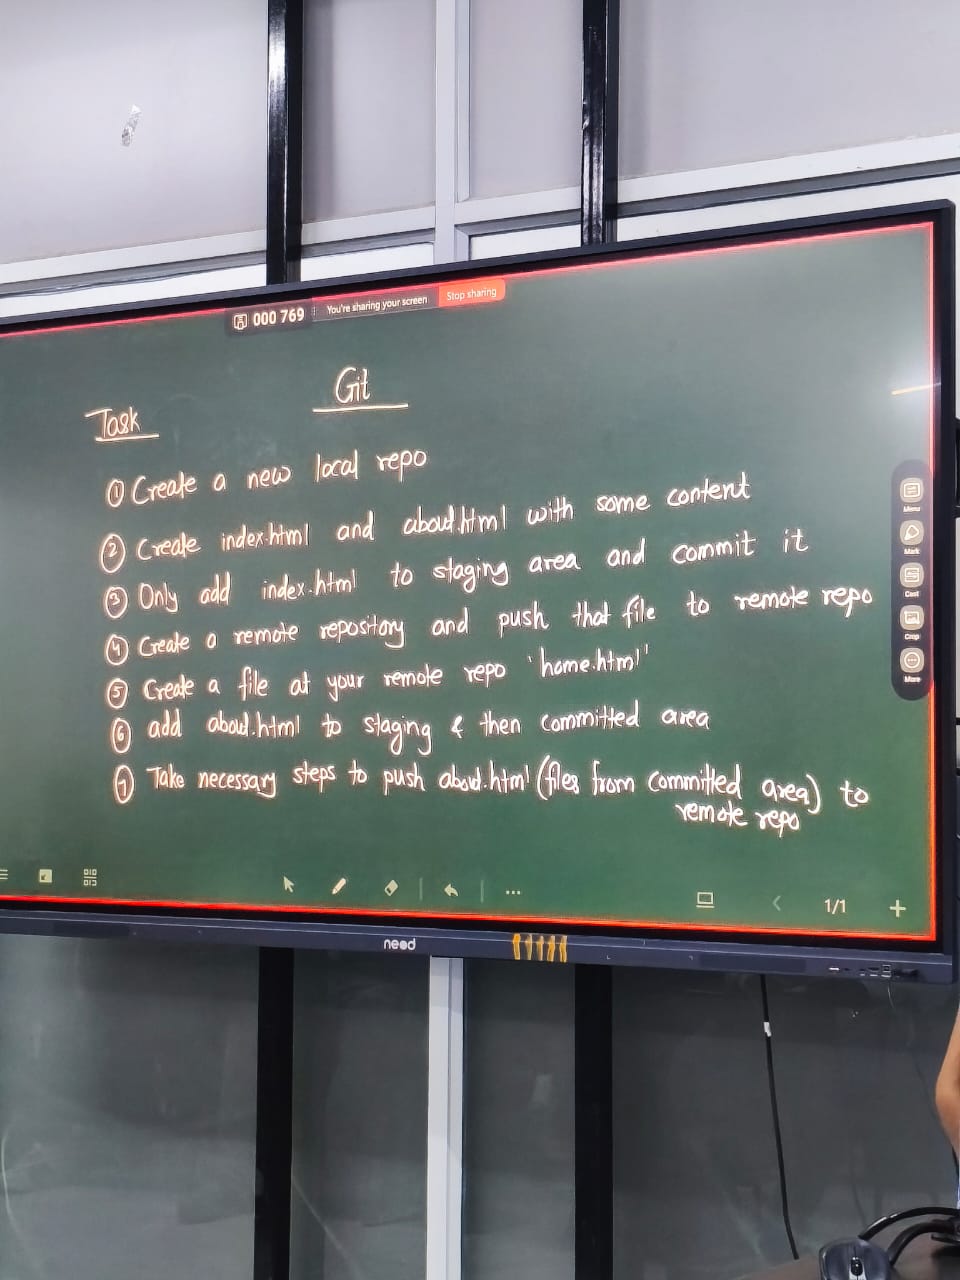 000 769 You're sharing your screen Stop sharing
Git
Task
① Create a new local repo
② Create index.html and about.html with some content
③ Only add index.html to staging area and commit it
④ Create a remote repository and push that file to remote repo
⑤ Create a file at your remote repo 'home.html'
⑥ add about.html to staging & then committed area
⑦ Take necessary steps to push about.html (files from committed area) to
remote repo
Menu
Mark
Cast
Crop
More
1/1
neod